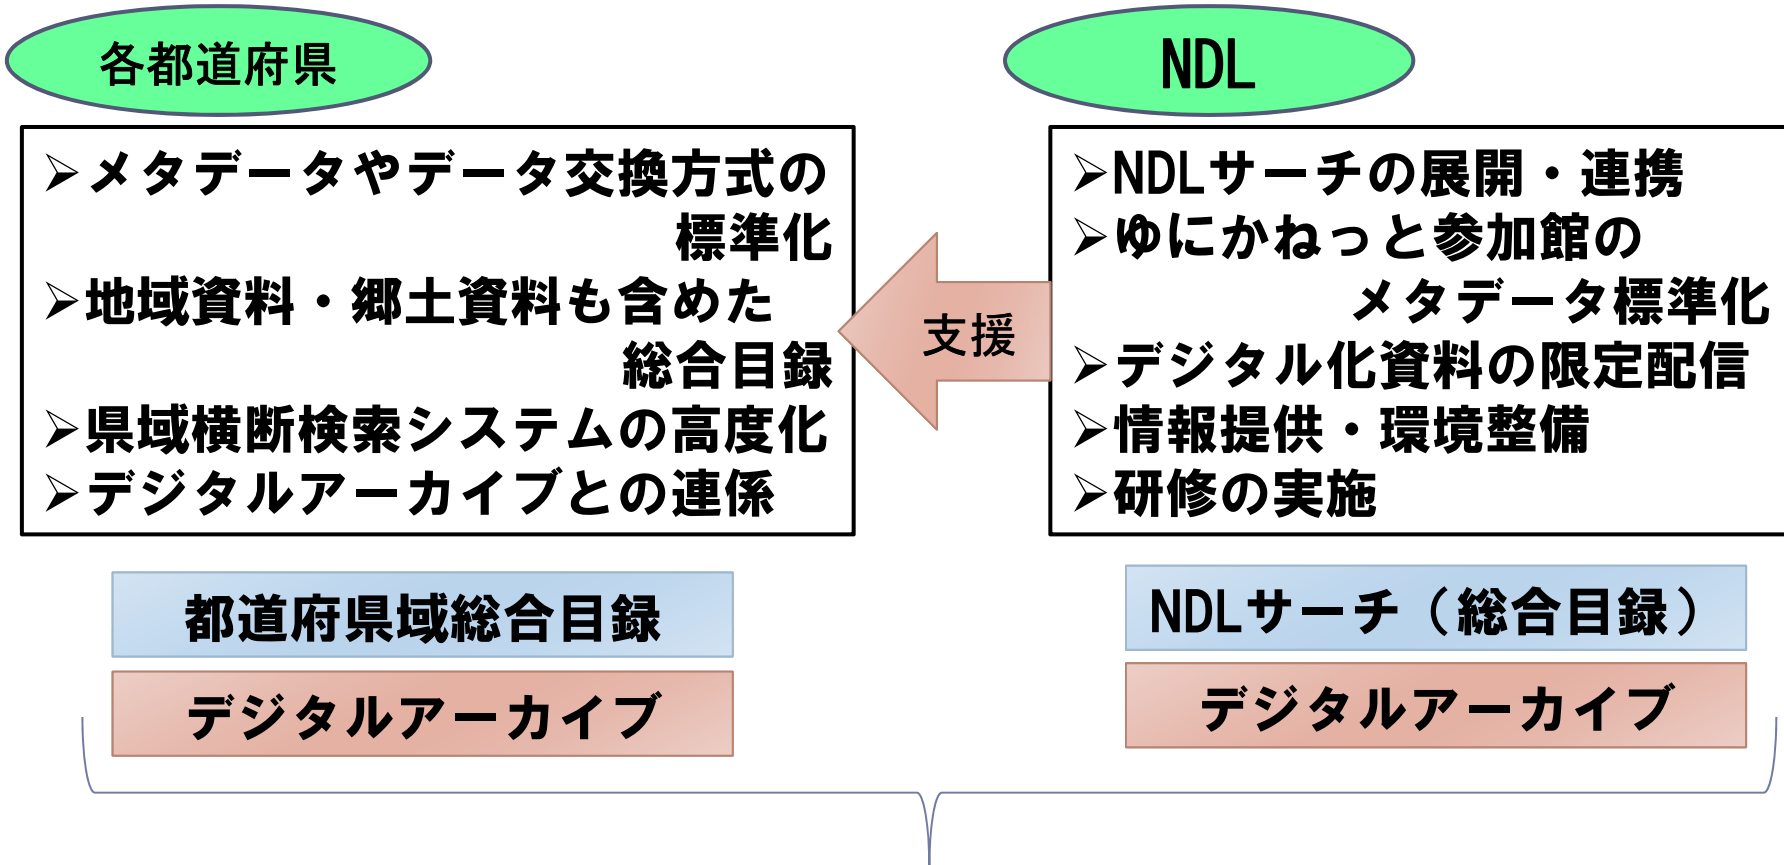 各都道府県
➢メタデータやデータ交換方式の
標準化
➢地域資料・郷土資料も含めた
総合目録
➢県域横断検索システムの高度化
➢デジタルアーカイブとの連係
支援
NDL
➢NDLサーチの展開・連携
➢ゆにかねっと参加館の
メタデータ標準化
➢デジタル化資料の限定配信
➢情報提供・環境整備
➢研修の実施
都道府県域総合目録
デジタルアーカイブ
NDLサーチ（総合目録）
デジタルアーカイブ